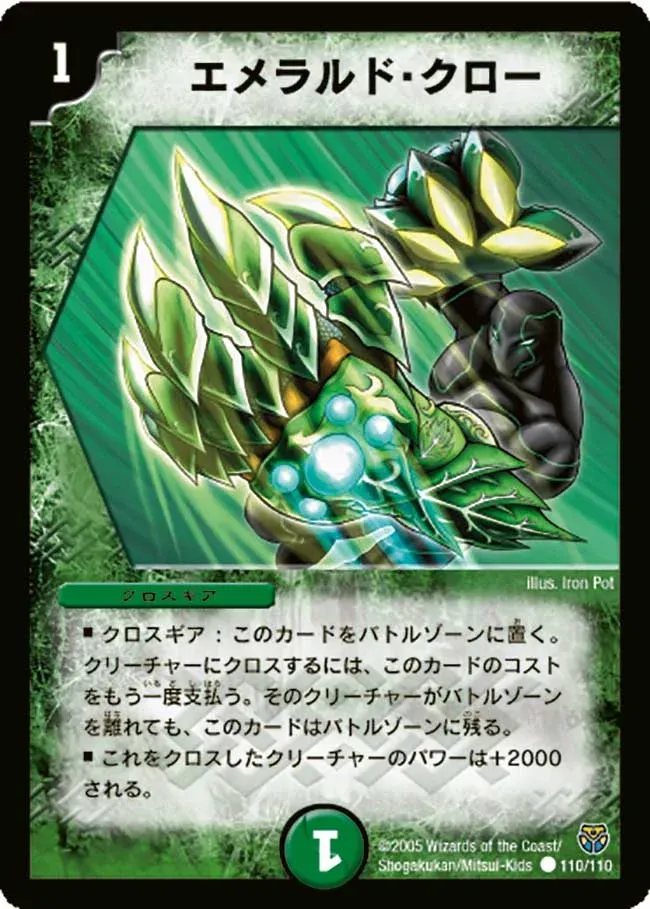 1
エメラルド・クロー
illus. Iron Pot
クロスギア
■ クロスギア : このカードをバトルゾーンに置く。
クリーチャーにクロスするには、このカードのコスト
をもう一度支払う。そのクリーチャーがバトルゾーン
を離れても、このカードはバトルゾーンに残る。
■ これをクロスしたクリーチャーのパワーは+2000
される。
1
©2005 Wizards of the Coast/
Shogakukan/Mitsui-Kids ● 110/110